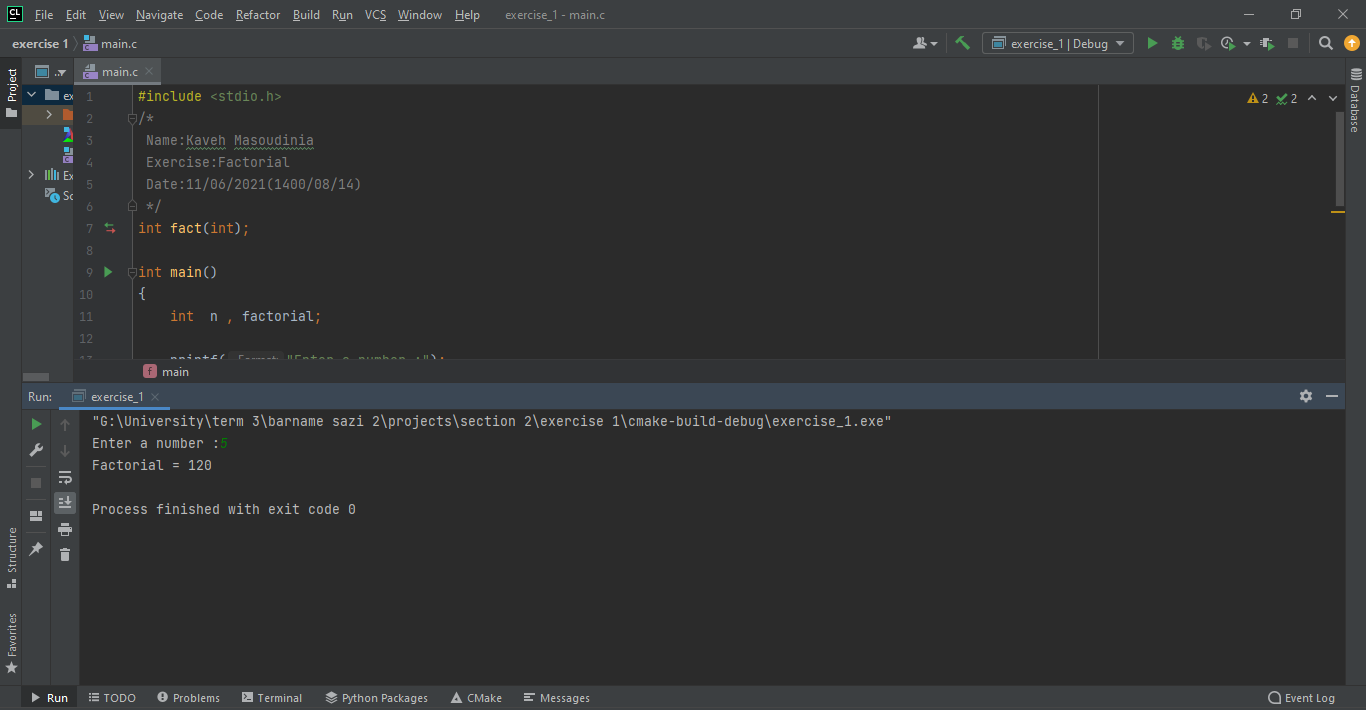 CL File Edit View Navigate Code Refactor Build Run VCS Window Help exercise_1 - main.c
exercise 1 main.c exercise_1 | Debug
Project
..
main.c
Database
ex
Ex
Sc
2 2
1 #include <stdio.h>
2 /*
3 Name:Kaveh Masoudinia
4 Exercise:Factorial
5 Date:11/06/2021(1400/08/14)
6 */
7 int fact(int);
8
9 int main()
10 {
11 int n , factorial;
12
13 printf( Format: "Enter a number :");
f main
Run: exercise_1
"G:\University\term 3\barname sazi 2\projects\section 2\exercise 1\cmake-build-debug\exercise_1.exe"
Enter a number :5
Factorial = 120
Process finished with exit code 0
Structure
Favorites
Run TODO Problems Terminal Python Packages CMake Messages Event Log